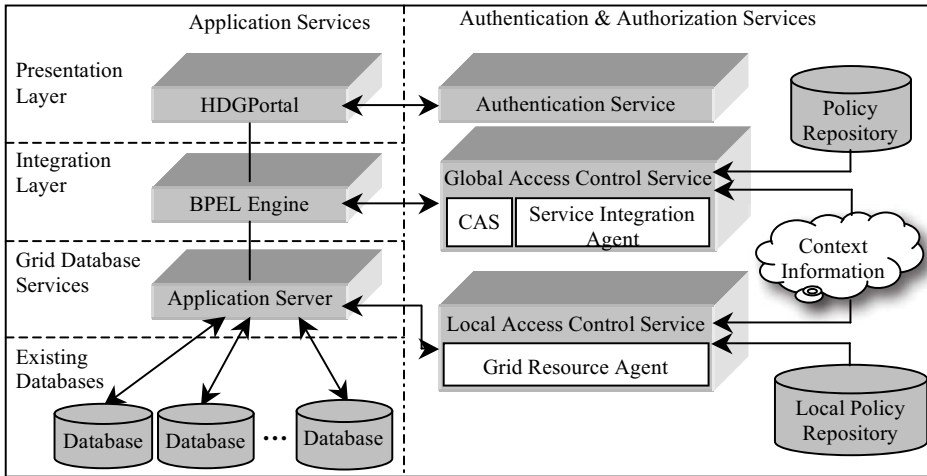 Application Services
Authentication & Authorization Services
Presentation
Layer
HDGPortal
Authentication Service
Policy
Repository
Integration
Layer
BPEL Engine
Global Access Control Service
CAS
Service Integration
Agent
Context
Information
Grid Database
Services
Application Server
Local Access Control Service
Grid Resource Agent
Existing
Databases
Database
Database
...
Database
Local Policy
Repository